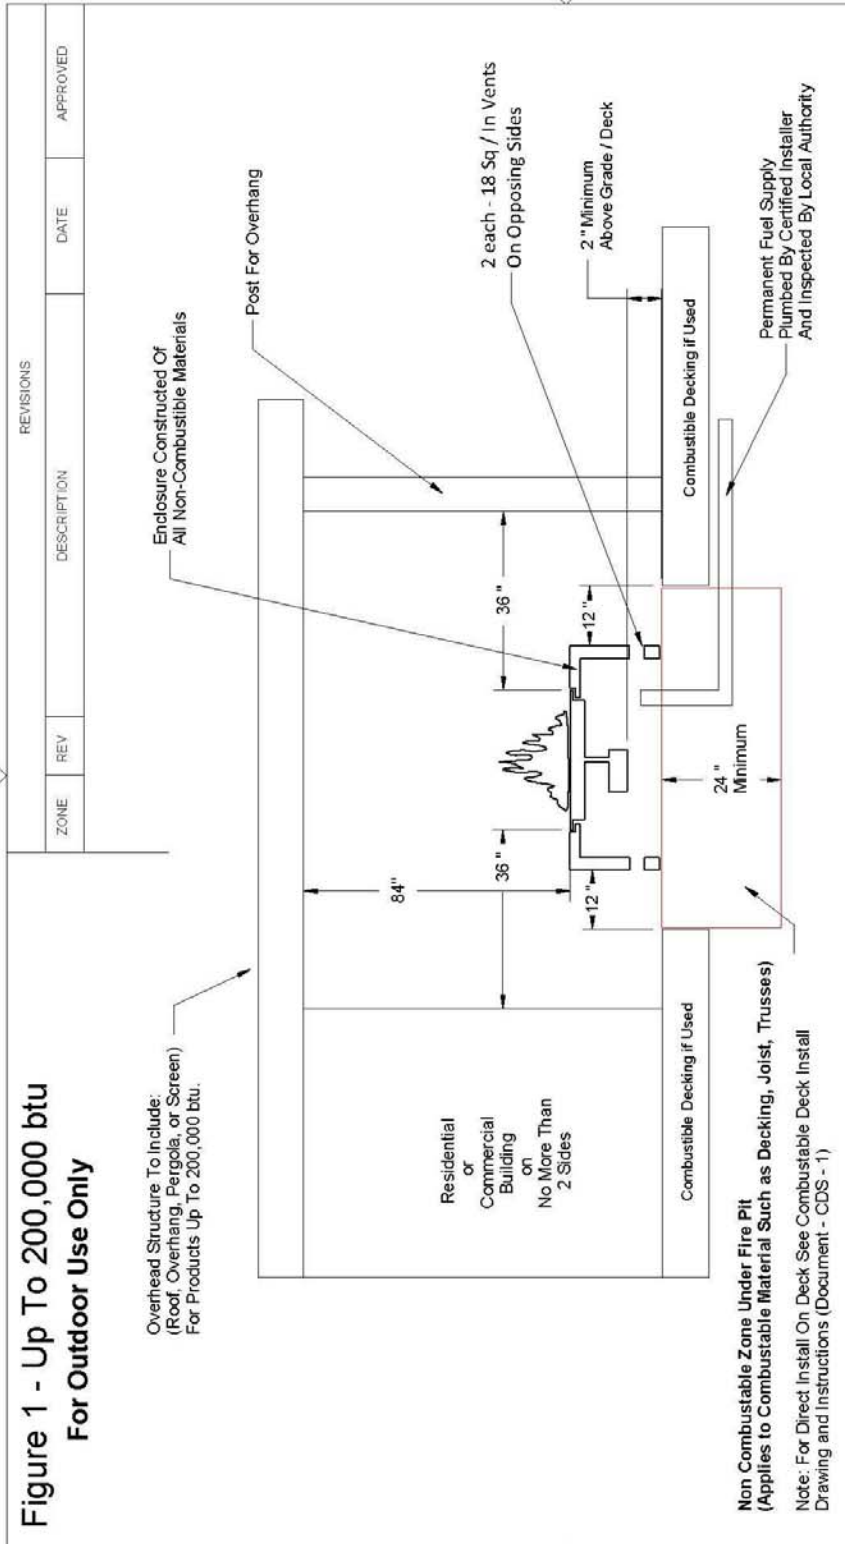 Figure 1 - Up To 200,000 btu
For Outdoor Use Only
REVISIONS
ZONE
REV
DESCRIPTION
DATE
APPROVED
Overhead Structure To Include:
(Roof, Overhang, Pergola, or Screen)
For Products Up To 200,000 btu.
Enclosure Constructed Of
All Non-Combustible Materials
Post For Overhang
2 each - 18 Sq / In Vents
On Opposing Sides
2 " Minimum
Above Grade / Deck
84"
36 "
36 "
12 "
12 "
Residential
or
Commercial
Building
on
No More Than
2 Sides
Combustible Decking if Used
Combustible Decking if Used
24 "
Minimum
Permanent Fuel Supply
Plumbed By Certified Installer
And Inspected By Local Authority
Non Combustable Zone Under Fire Pit
(Applies to Combustable Material Such as Decking, Joist, Trusses)
Note: For Direct Install On Deck See Combustable Deck Install
Drawing and Instructions (Document - CDS - 1)